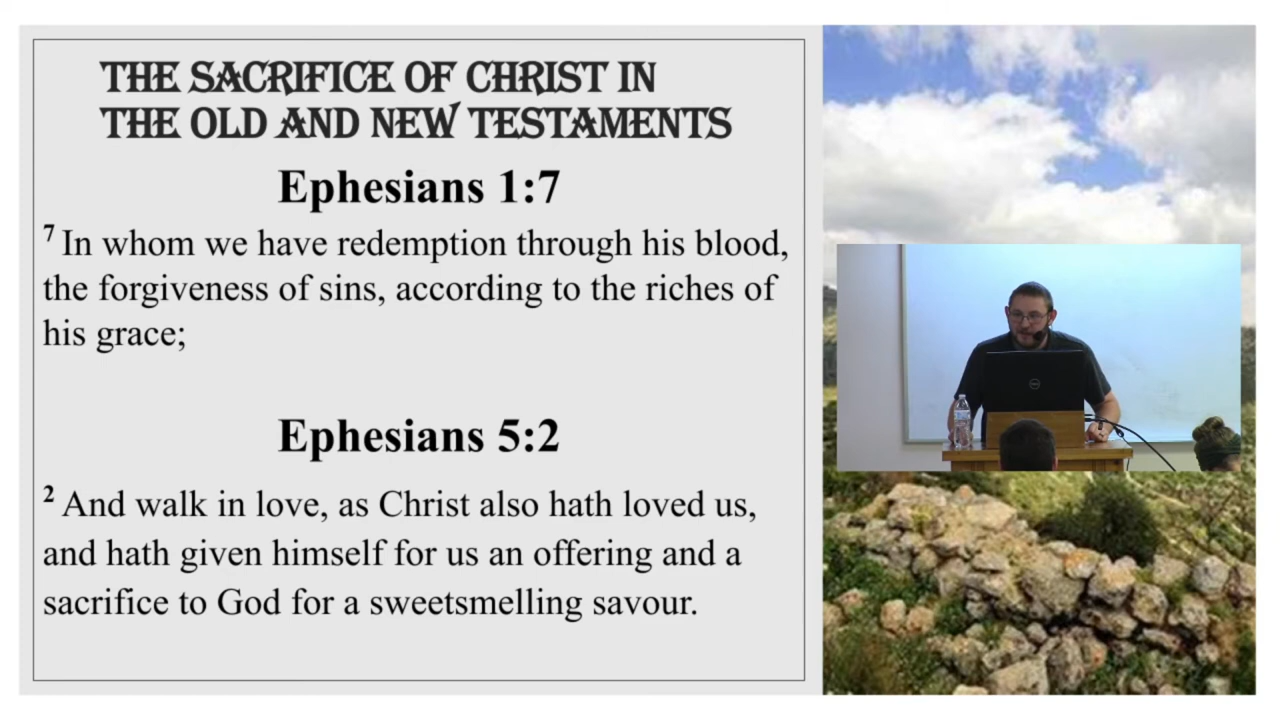 THE SACRIFICE OF CHRIST IN
THE OLD AND NEW TESTAMENTS
Ephesians 1:7
7 In whom we have redemption through his blood,
the forgiveness of sins, according to the riches of
his grace;
Ephesians 5:2
2 And walk in love, as Christ also hath loved us,
and hath given himself for us an offering and a
sacrifice to God for a sweetsmelling savour.